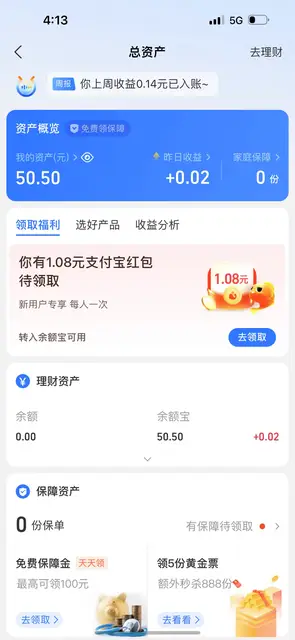 4:13
5G
总资产
去理财
周报 你上周收益0.14元已入账~
资产概览 免费领保障
我的资产(元) 昨日收益 家庭保障
50.50 +0.02 0 份
领取福利 选好产品 收益分析
你有1.08元支付宝红包
待领取
1.08元
新用户专享 每人一次
转入余额宝可用
去领取
理财资产
余额 余额宝
0.00 50.50 +0.02
保障资产
0 份保单 有保障待领取
免费保障金 天天领
最高可领100元
去领取
领5份黄金票
额外秒杀888份
去看看